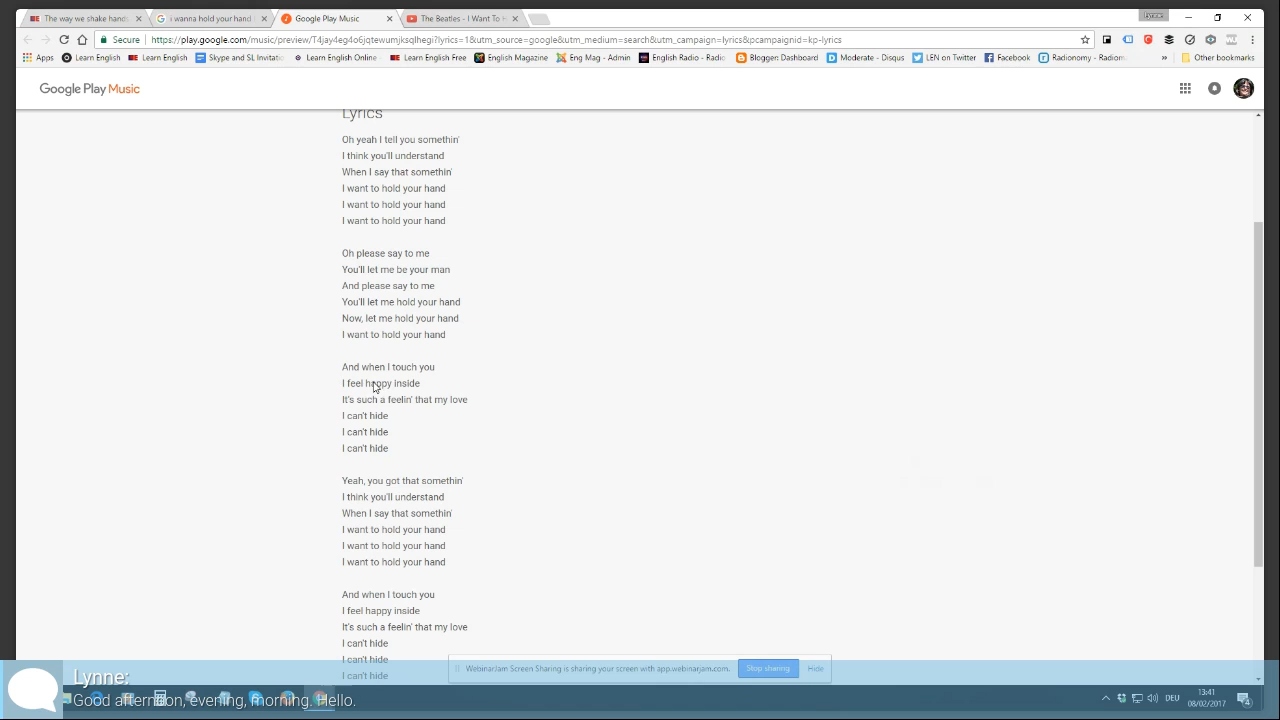 The way we shake hands
i wanna hold your hand
Google Play Music
The Beatles - I Want To H
Secure
https://play.google.com/music/preview/T4jay4eg4o6jqtewumjksqlhegi?lyrics=1&utm_source=google&utm_medium=search&utm_campaign=lyrics&pcampaignid=kp-lyrics
Apps
Learn English
Learn English
Skype and SL Invitatio
Learn English Online -
Learn English Free
English Magazine
Eng Mag - Admin
English Radio - Radio
Blogger: Dashboard
Moderate - Disqus
LEN on Twitter
Facebook
Radionomy - Radiom
»
Other bookmarks
Google Play Music
Lyrics
Oh yeah I tell you somethin'
I think you'll understand
When I say that somethin'
I want to hold your hand
I want to hold your hand
I want to hold your hand
Oh please say to me
You'll let me be your man
And please say to me
You'll let me hold your hand
Now, let me hold your hand
I want to hold your hand
And when I touch you
I feel happy inside
It's such a feelin' that my love
I can't hide
I can't hide
I can't hide
Yeah, you got that somethin'
I think you'll understand
When I say that somethin'
I want to hold your hand
I want to hold your hand
I want to hold your hand
And when I touch you
I feel happy inside
It's such a feelin' that my love
I can't hide
I can't hide
I can't hide
WebinarJam Screen Sharing is sharing your screen with app.webinarjam.com.
Stop sharing
Hide
Lynne:
Good afternoon, evening, morning. Hello.
DEU
13:41
08/02/2017
4